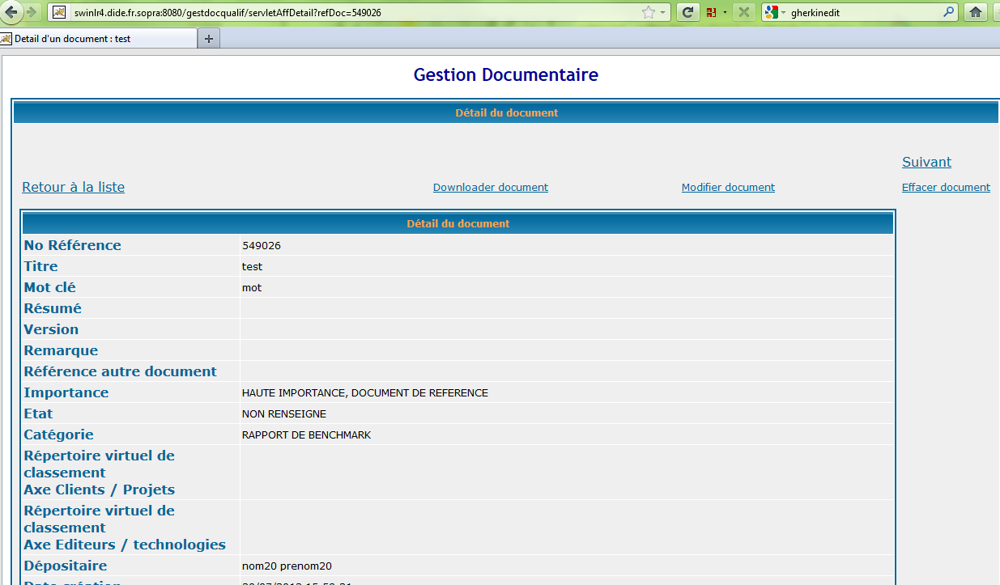 swinlr4.dide.fr.sopra:8080/gestdocqualif/servletAffDetail?refDoc=549026
gherkinedit
Detail d'un document : test
Gestion Documentaire
Détail du document
Suivant
Retour à la liste Downloader document Modifier document Effacer document
Détail du document
No Référence 549026
Titre test
Mot clé mot
Résumé
Version
Remarque
Référence autre document
Importance HAUTE IMPORTANCE, DOCUMENT DE REFERENCE
Etat NON RENSEIGNE
Catégorie RAPPORT DE BENCHMARK
Répertoire virtuel de
classement
Axe Clients / Projets
Répertoire virtuel de
classement
Axe Editeurs / technologies
Dépositaire nom20 prenom20
Date création